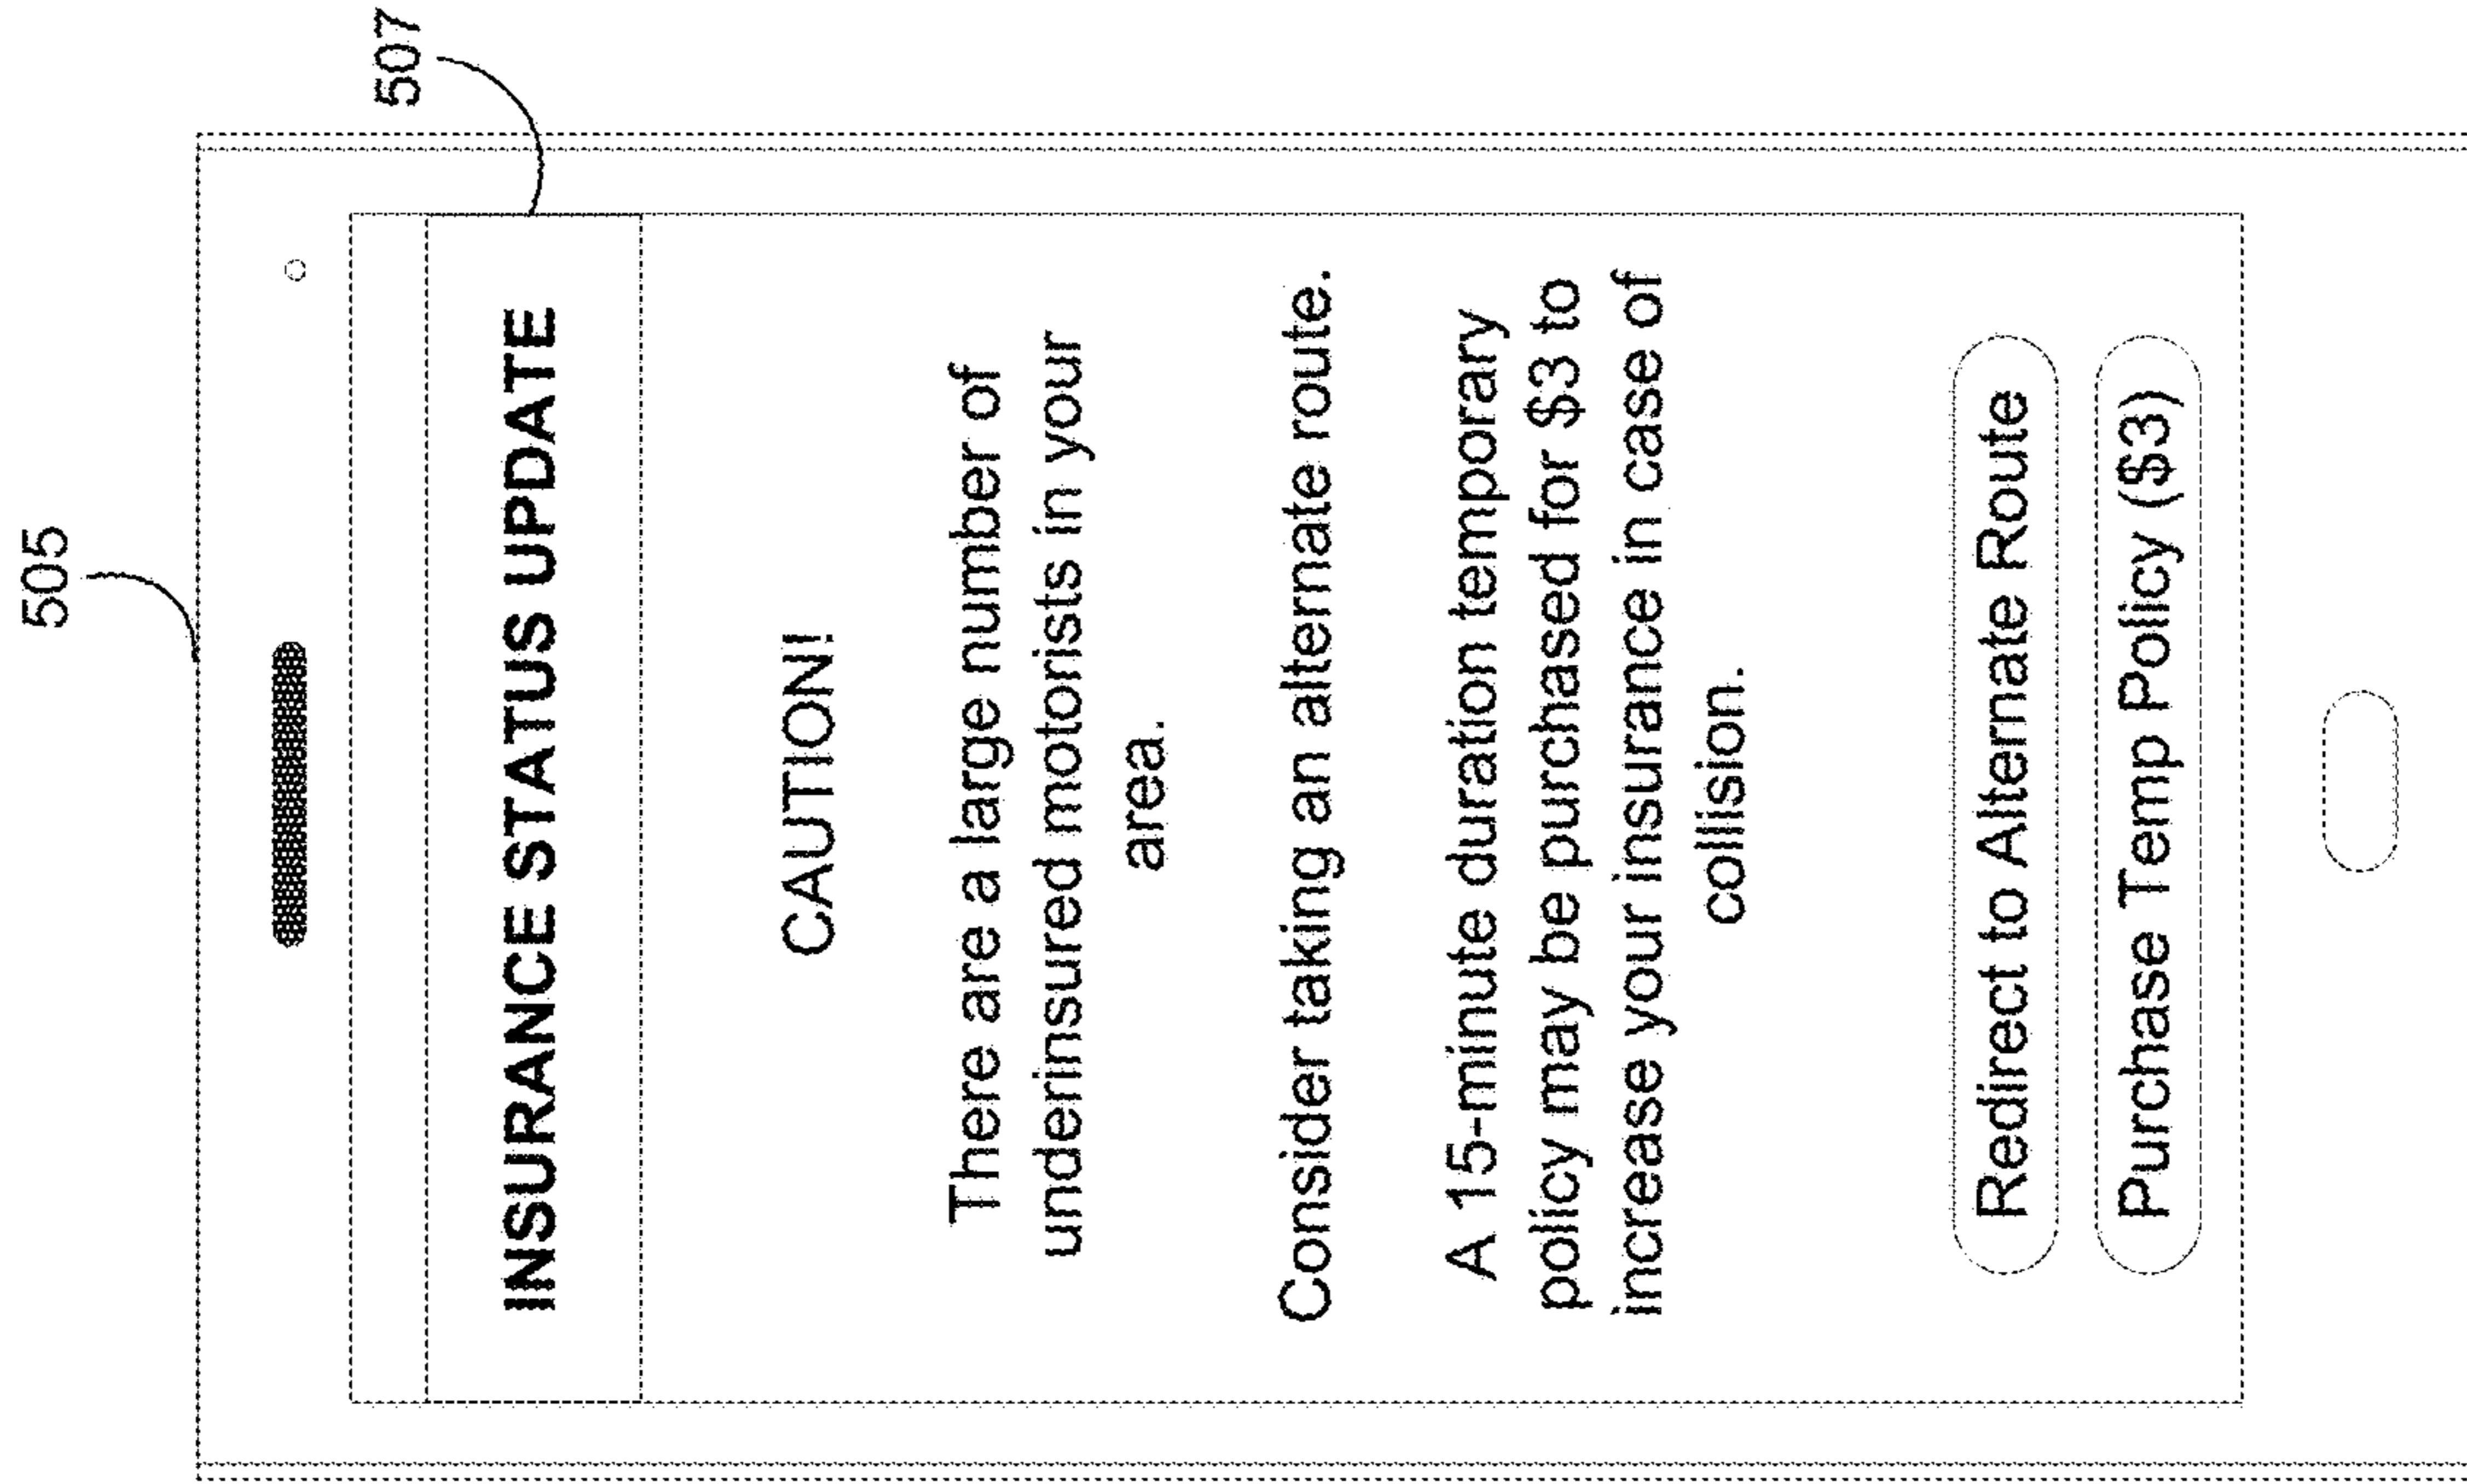 505
507
INSURANCE STATUS UPDATE
CAUTION!
There are a large number of
underinsured motorists in your
area.
Consider taking an alternate route.
A 15-minute duration temporary
policy may be purchased for $3 to
increase your insurance in case of
collision.
Redirect to Alternate Route
Purchase Temp Policy ($3)